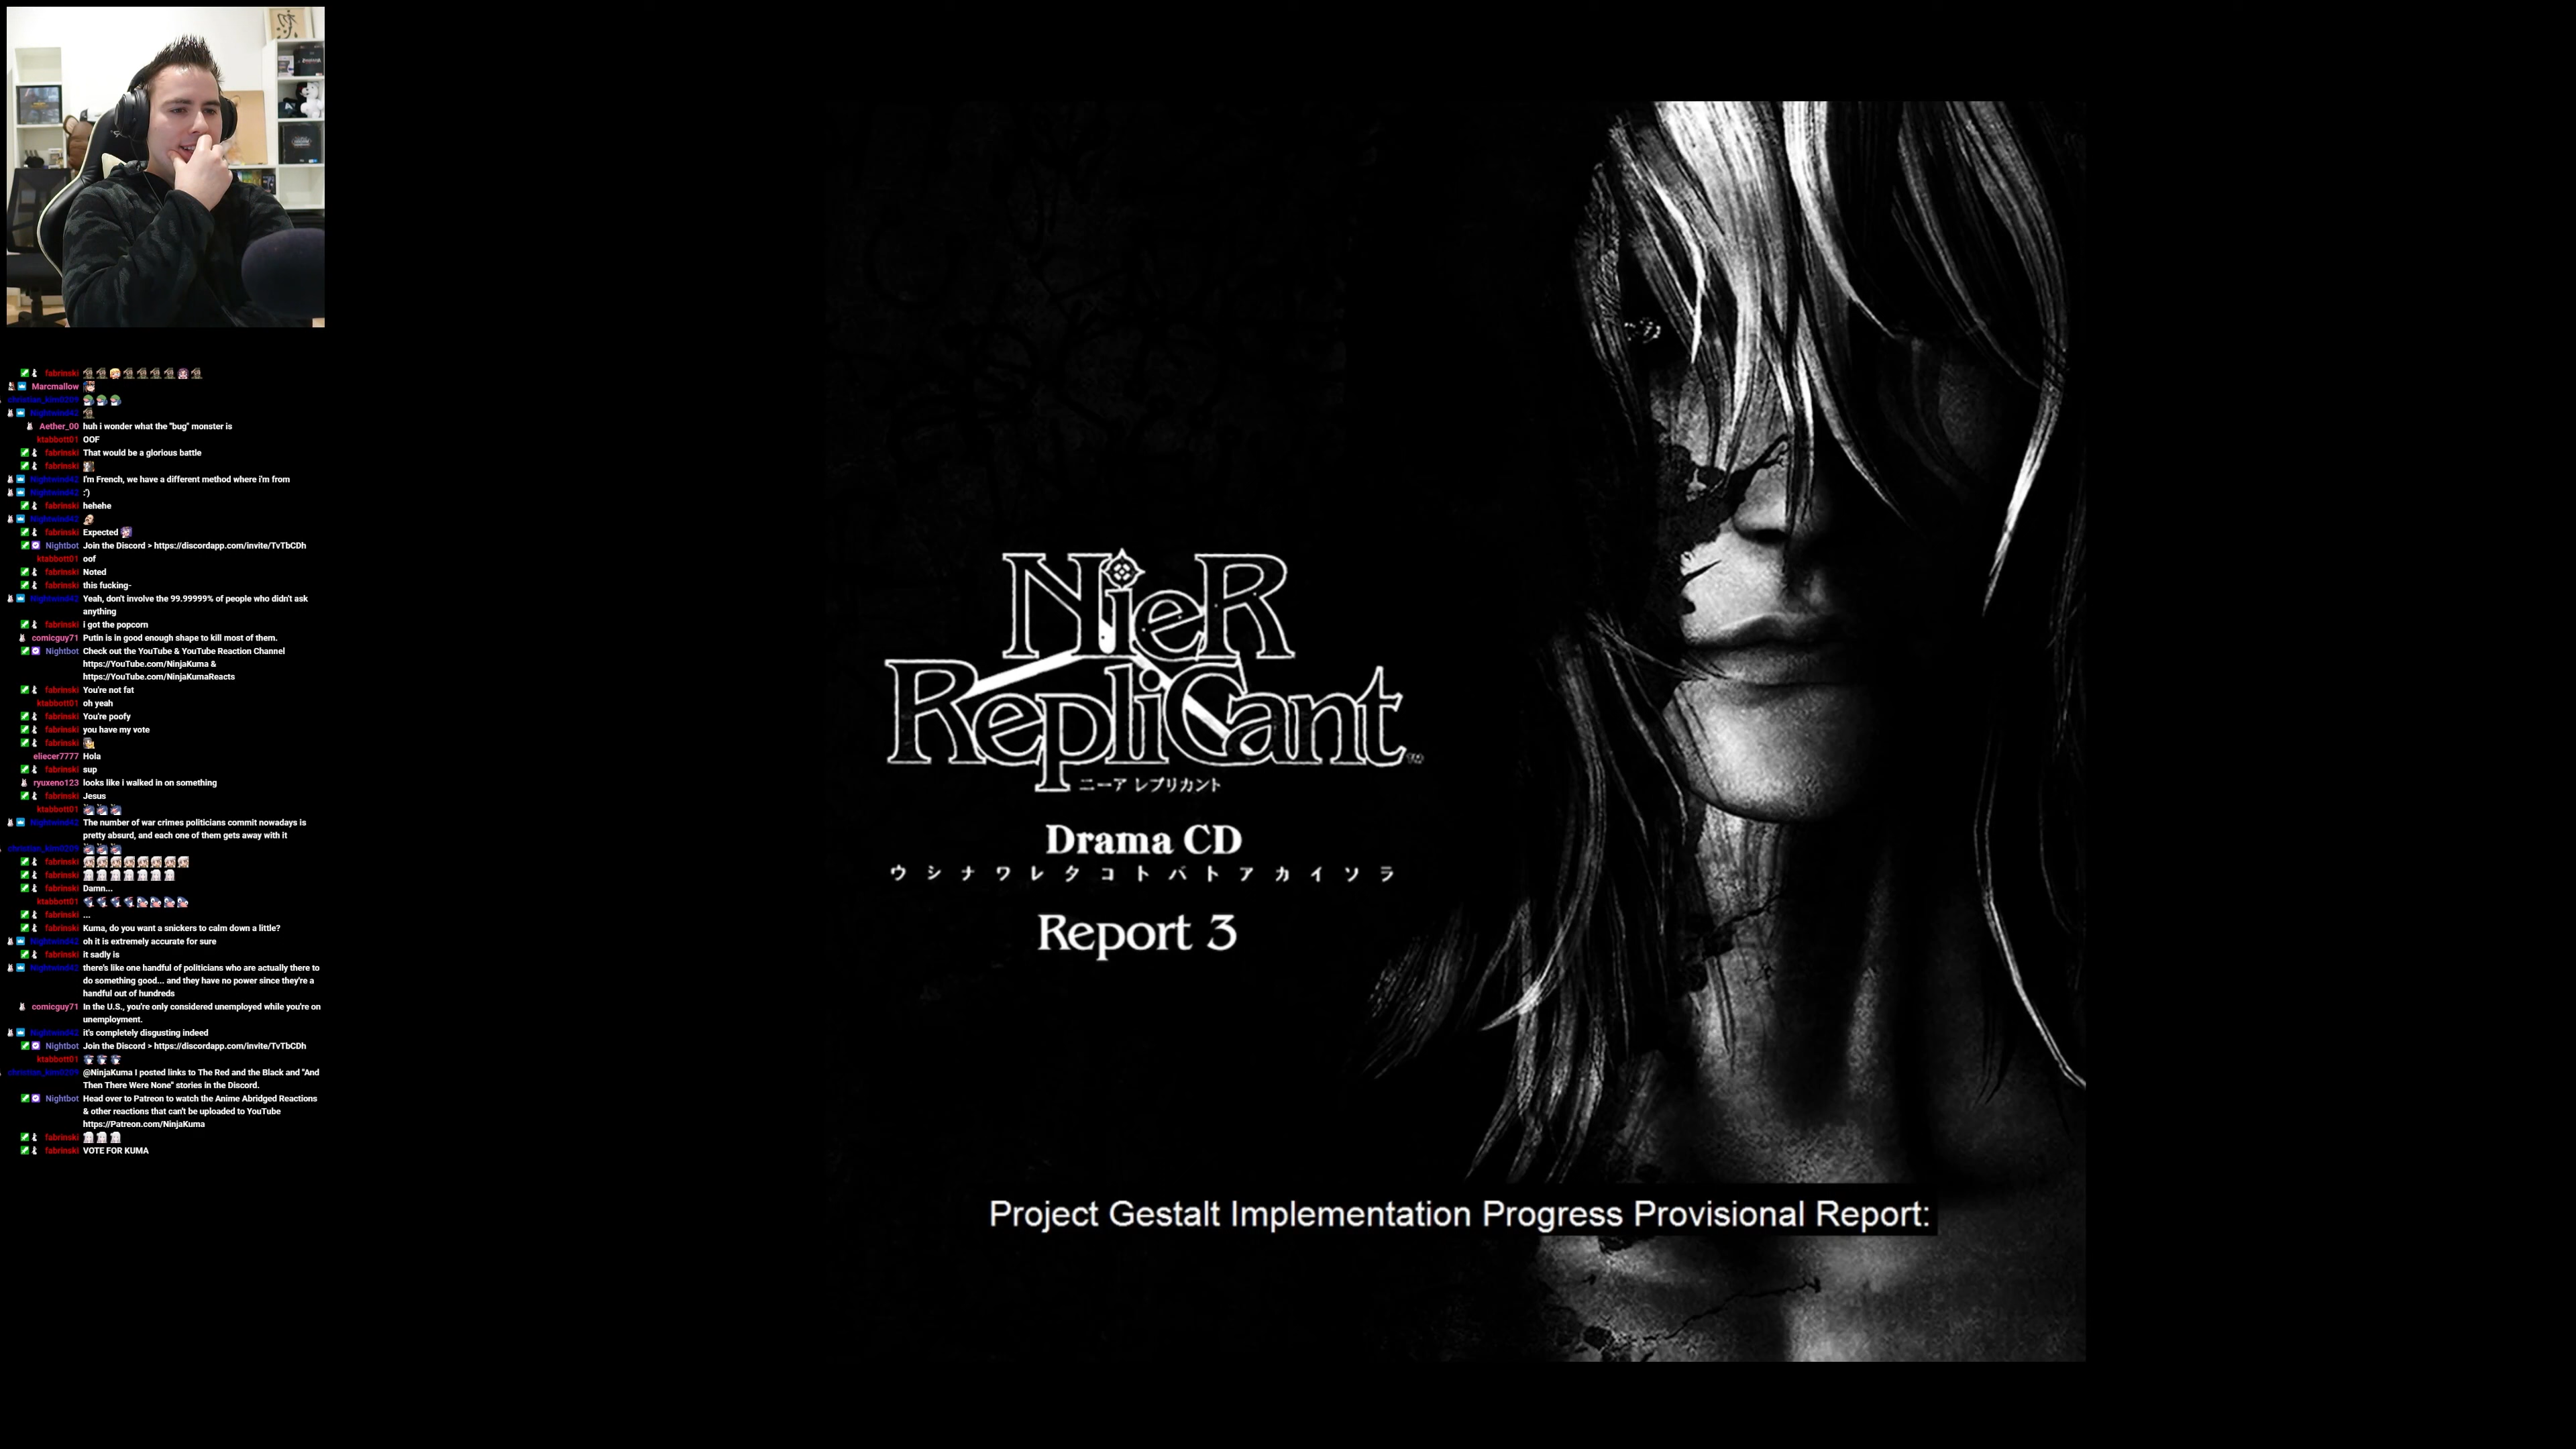 fabrinski
Marcmallow
christian_kim0209
Nightwind42
Aether_00 huh i wonder what the "bug" monster is
ktabbott01 OOF
fabrinski That would be a glorious battle
fabrinski
Nightwind42 I'm French, we have a different method where i'm from
Nightwind42 :')
fabrinski hehehe
Nightwind42
fabrinski Expected
Nightbot Join the Discord > https://discordapp.com/invite/TvTbCDh
ktabbott01 oof
fabrinski Noted
fabrinski this fucking-
Nightwind42 Yeah, don't involve the 99.99999% of people who didn't ask
anything
fabrinski i got the popcorn
comicguy71 Putin is in good enough shape to kill most of them.
Nightbot Check out the YouTube & YouTube Reaction Channel
https://YouTube.com/NinjaKuma &
https://YouTube.com/NinjaKumaReacts
fabrinski You're not fat
ktabbott01 oh yeah
fabrinski You're poofy
fabrinski you have my vote
fabrinski
eliecer7777 Hola
fabrinski sup
ryuxeno123 looks like i walked in on something
fabrinski Jesus
ktabbott01
Nightwind42 The number of war crimes politicians commit nowadays is
pretty absurd, and each one of them gets away with it
christian_kim0209
fabrinski
fabrinski
fabrinski Damn...
ktabbott01
fabrinski ...
fabrinski Kuma, do you want a snickers to calm down a little?
Nightwind42 oh it is extremely accurate for sure
fabrinski it sadly is
Nightwind42 there's like one handful of politicians who are actually there to
do something good... and they have no power since they're a
handful out of hundreds
comicguy71 In the U.S., you're only considered unemployed while you're on
unemployment.
Nightwind42 it's completely disgusting indeed
Nightbot Join the Discord > https://discordapp.com/invite/TvTbCDh
ktabbott01
christian_kim0209 @NinjaKuma I posted links to The Red and the Black and "And
Then There Were None" stories in the Discord.
Nightbot Head over to Patreon to watch the Anime Abridged Reactions
& other reactions that can't be uploaded to YouTube
https://Patreon.com/NinjaKuma
fabrinski
fabrinski VOTE FOR KUMA
NieR
RepliCant™
ニーア レプリカント
Drama CD
ウシナワレタコトバトアカイソラ
Report 3
Project Gestalt Implementation Progress Provisional Report: